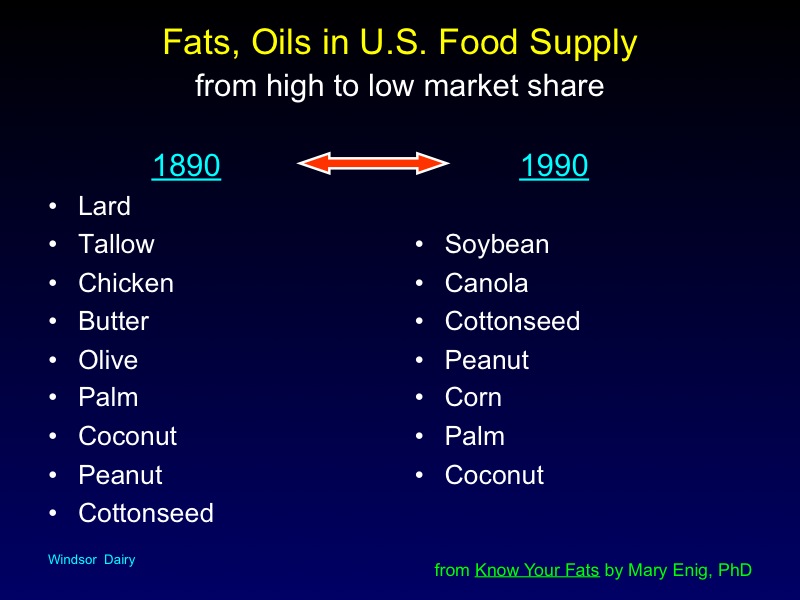 Fats, Oils in U.S. Food Supply
from high to low market share
1890
• Lard
• Tallow
• Chicken
• Butter
• Olive
• Palm
• Coconut
• Peanut
• Cottonseed
1990
• Soybean
• Canola
• Cottonseed
• Peanut
• Corn
• Palm
• Coconut
Windsor Dairy
from Know Your Fats by Mary Enig, PhD